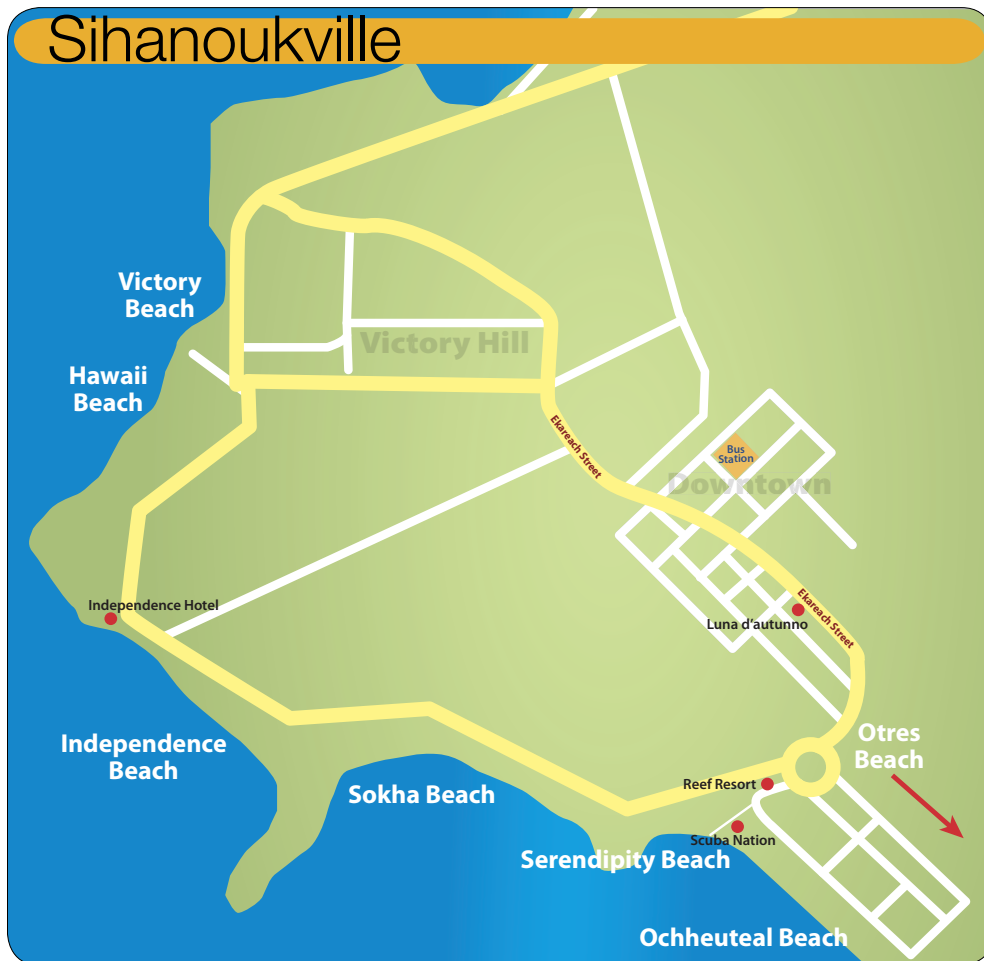 Sihanoukville
Victory
Beach
Victory Hill
Hawaii
Beach
Ekareach Street
Bus
Station
Downtown
Independence Hotel
Ekareach Street
Luna d'autunno
Independence
Beach
Otres
Beach
Sokha Beach
Reef Resort
Scuba Nation
Serendipity Beach
Ochheuteal Beach